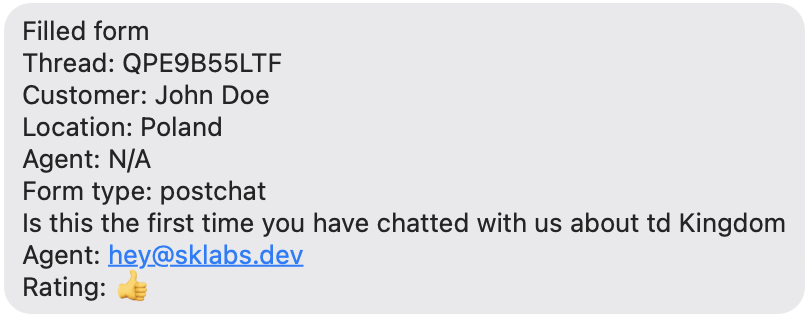 Filled form
Thread: QPE9B55LTF
Customer: John Doe
Location: Poland
Agent: N/A
Form type: postchat
Is this the first time you have chatted with us about td Kingdom
Agent: hey@sklabs.dev
Rating: 👍